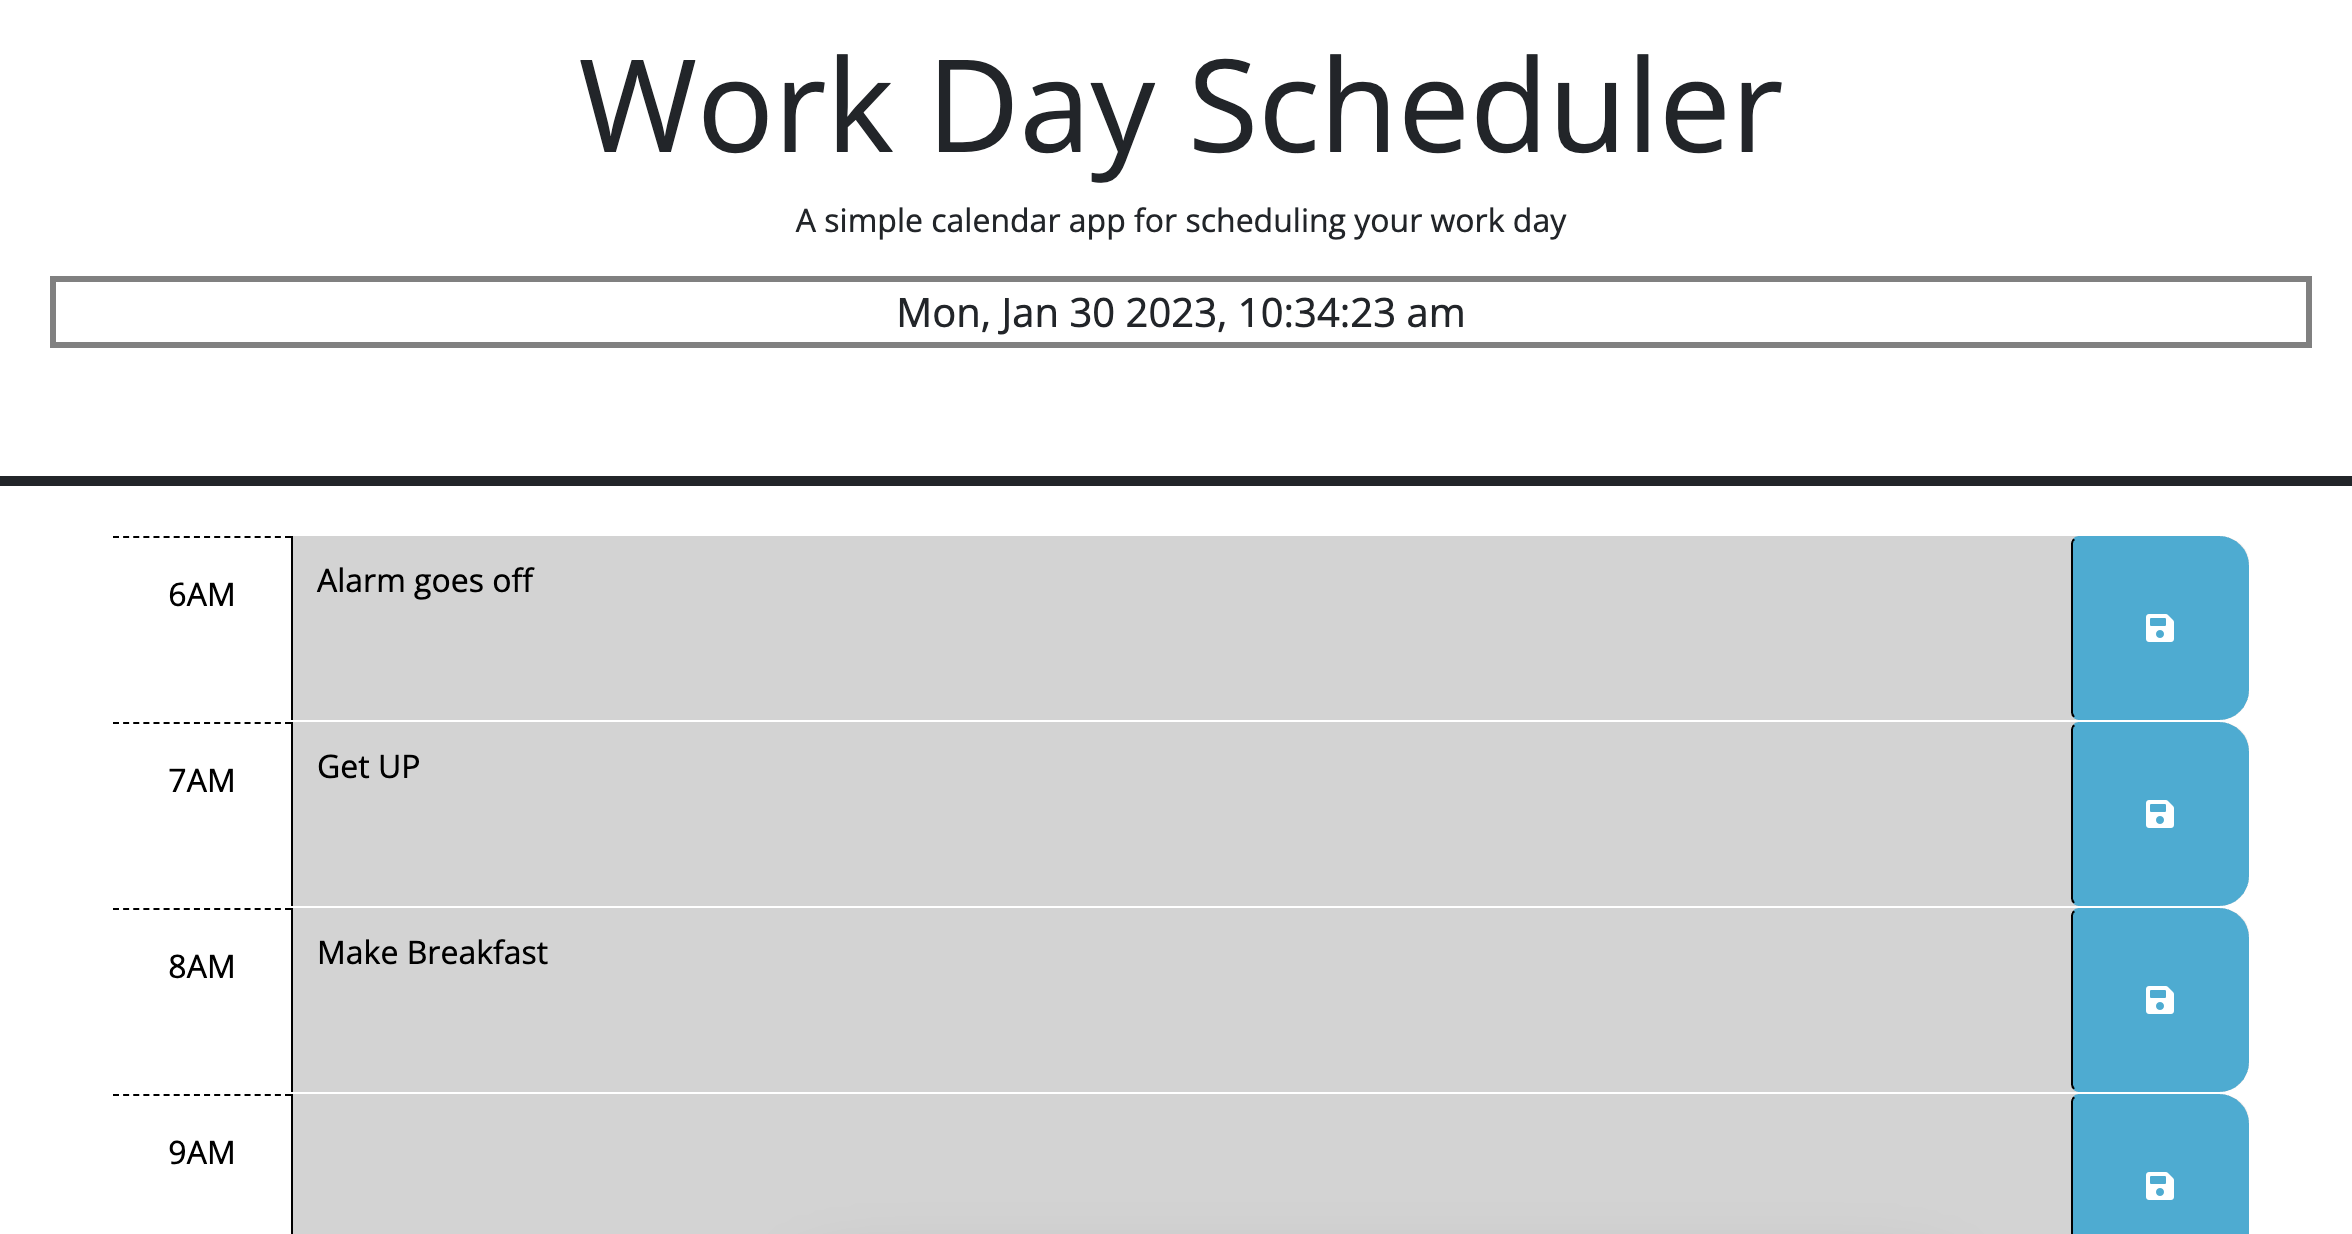 Work Day Scheduler
A simple calendar app for scheduling your work day
Mon, Jan 30 2023, 10:34:23 am
6AM
Alarm goes off
7AM
Get UP
8AM
Make Breakfast
9AM